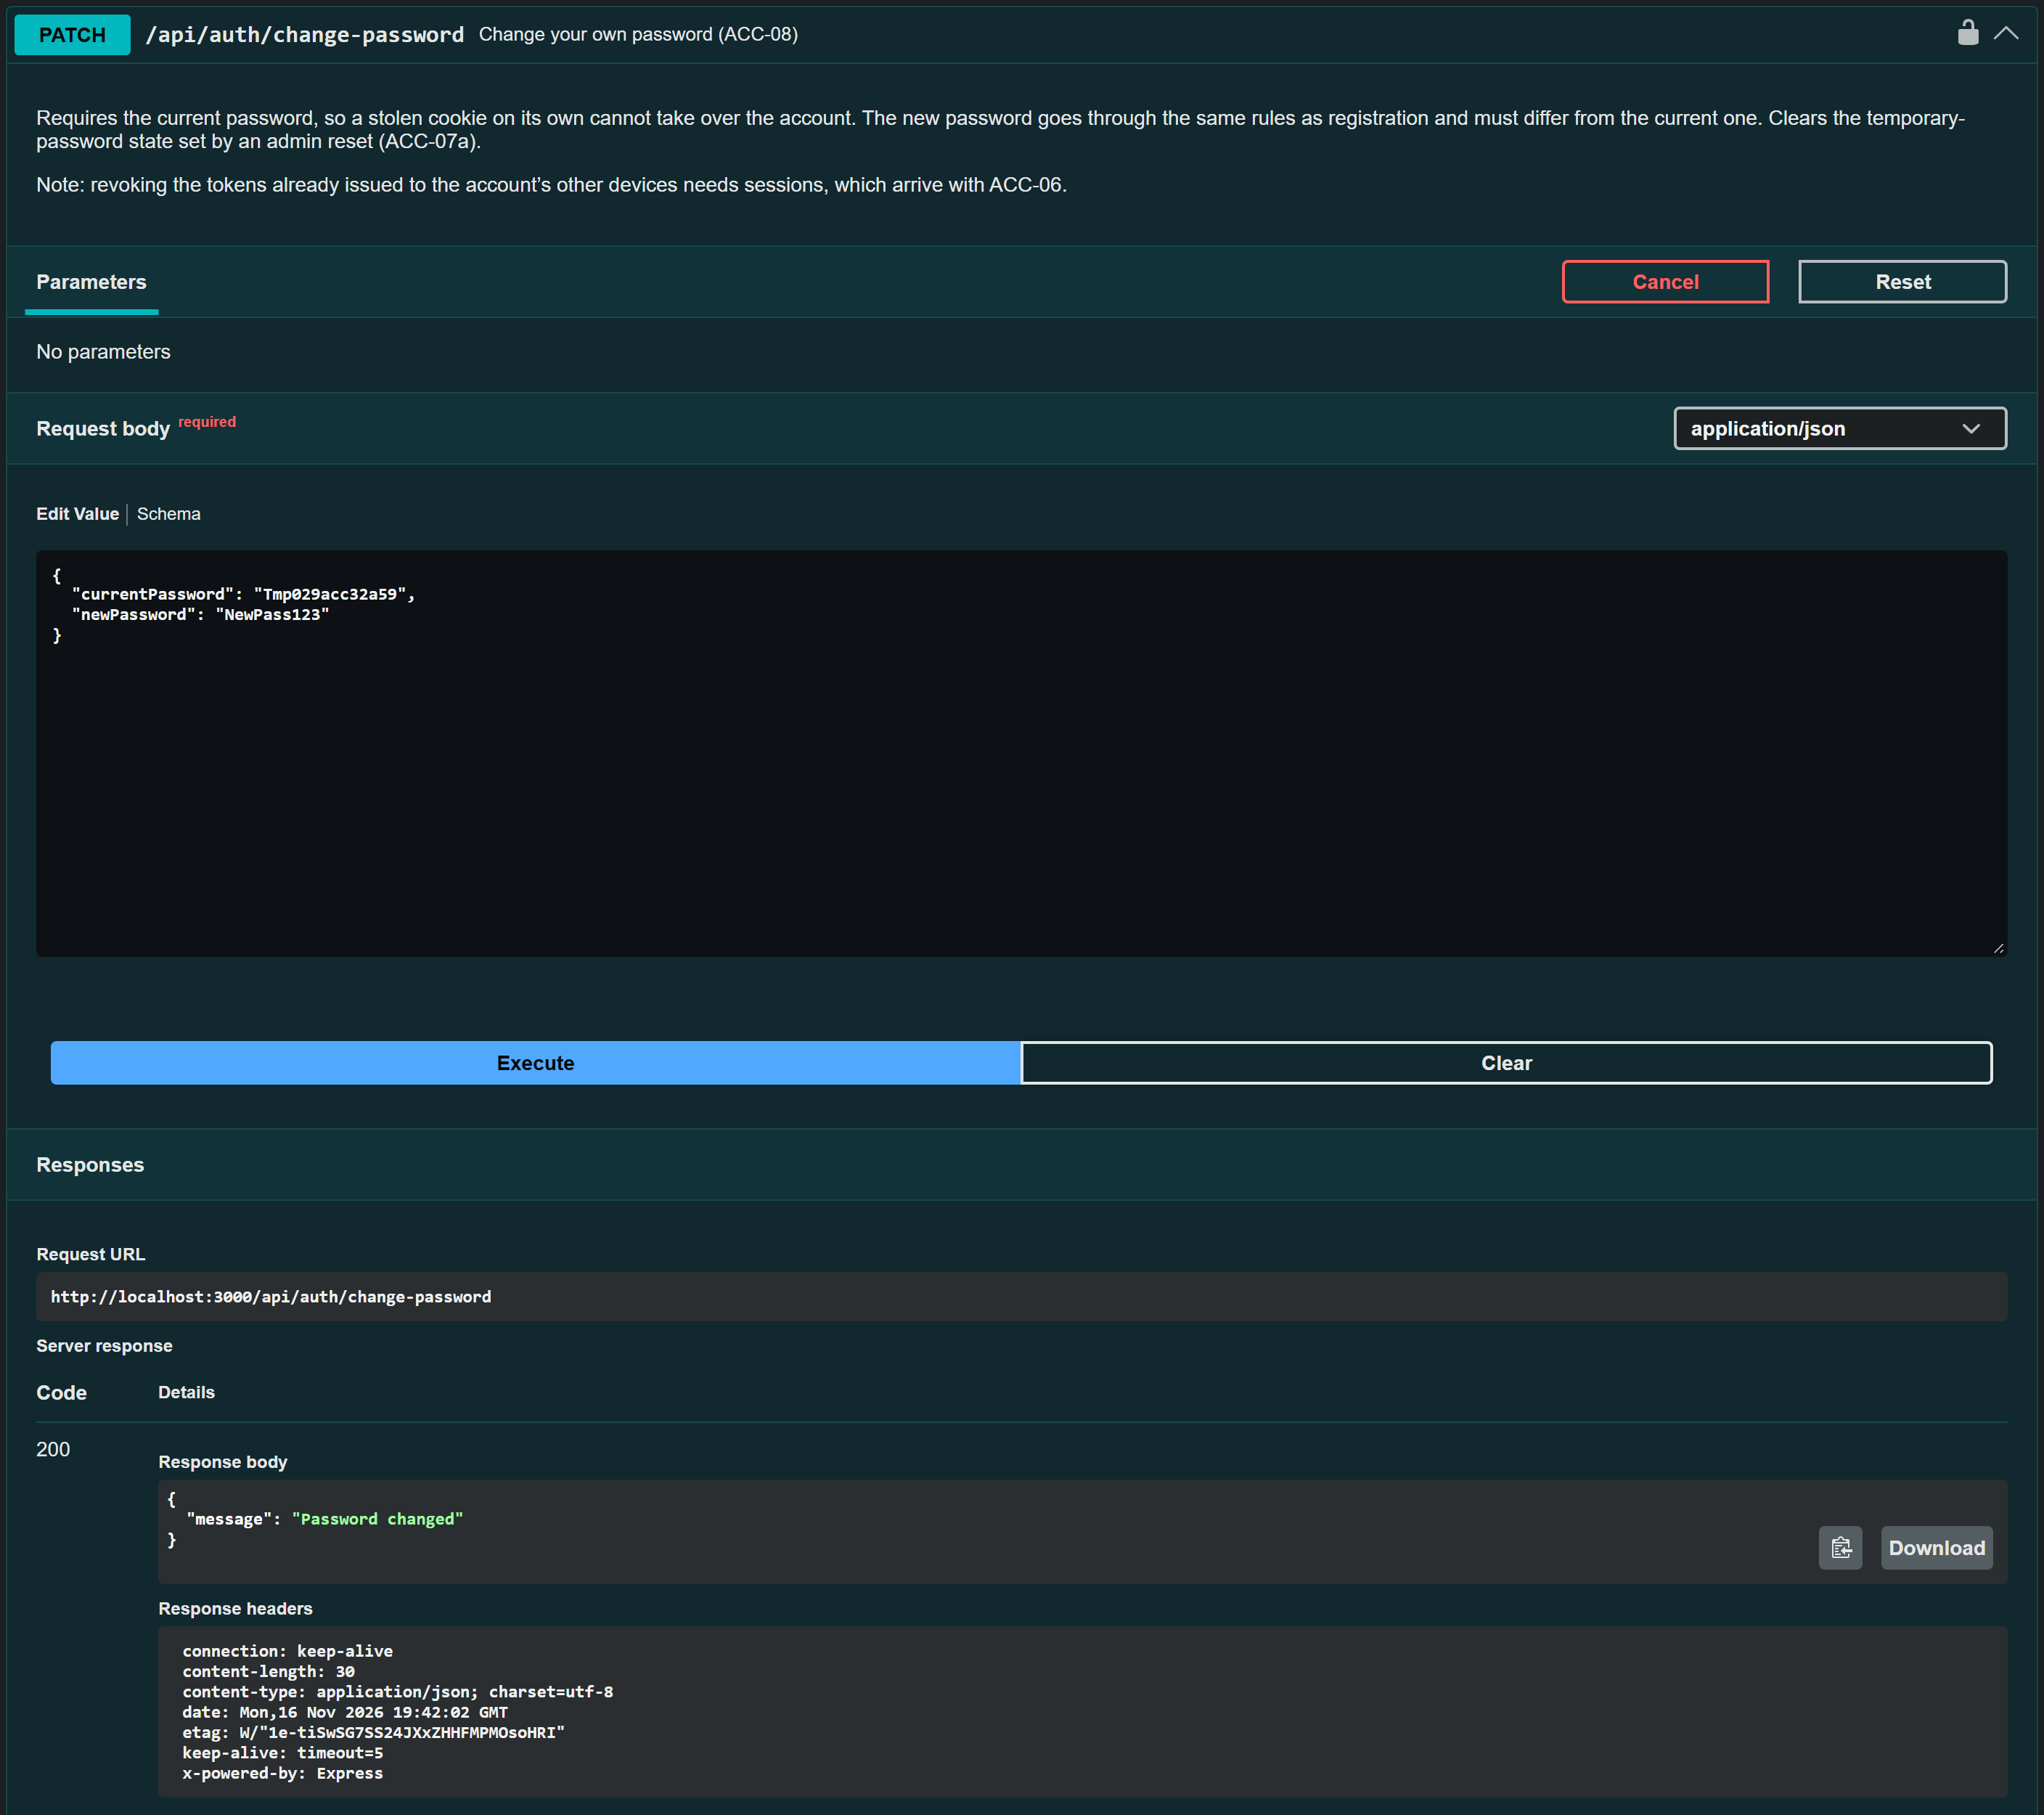 PATCH /api/auth/change-password Change your own password (ACC-08)
Requires the current password, so a stolen cookie on its own cannot take over the account. The new password goes through the same rules as registration and must differ from the current one. Clears the temporary-
password state set by an admin reset (ACC-07a).
Note: revoking the tokens already issued to the account’s other devices needs sessions, which arrive with ACC-06.
Parameters Cancel Reset
No parameters
Request body required application/json
Edit Value Schema
{
"currentPassword": "Tmp029acc32a59",
"newPassword": "NewPass123"
}
Execute Clear
Responses
Request URL
http://localhost:3000/api/auth/change-password
Server response
Code Details
200
Response body
{
"message": "Password changed"
}
Download
Response headers
connection: keep-alive
content-length: 30
content-type: application/json; charset=utf-8
date: Mon,16 Nov 2026 19:42:02 GMT
etag: W/"1e-tiSwSG7SS24JXxZHHFMPMOsoHRI"
keep-alive: timeout=5
x-powered-by: Express